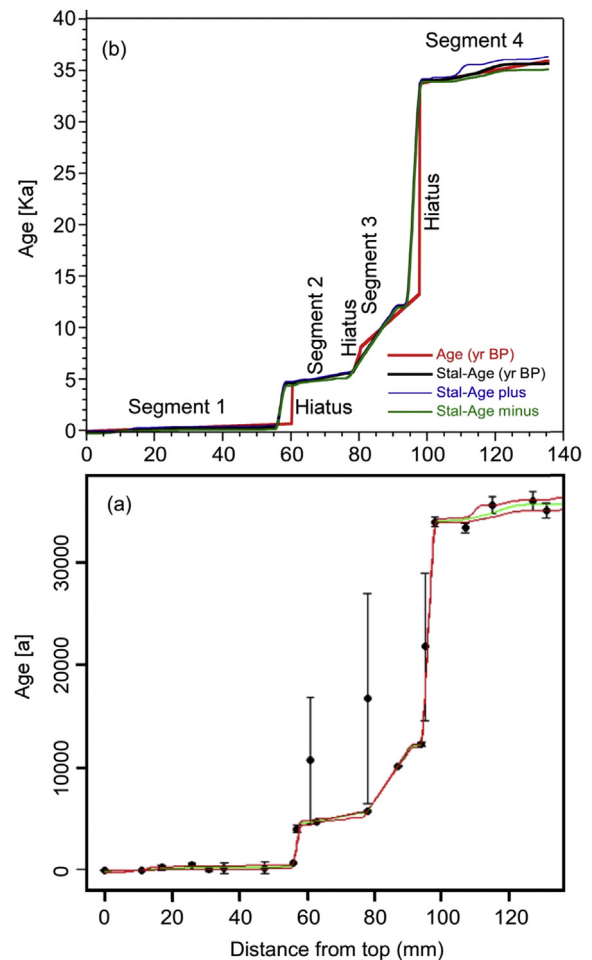 (b)
Segment 4
40
35
30
25
20
15
10
5
0
Age [Ka]
Segment 1
Hiatus
Segment 2
Hiatus
Segment 3
Hiatus
Age (yr BP)
Stal-Age (yr BP)
Stal-Age plus
Stal-Age minus
0 20 40 60 80 100 120 140
(a)
30000
20000
10000
0
Age [a]
0 20 40 60 80 100 120
Distance from top (mm)